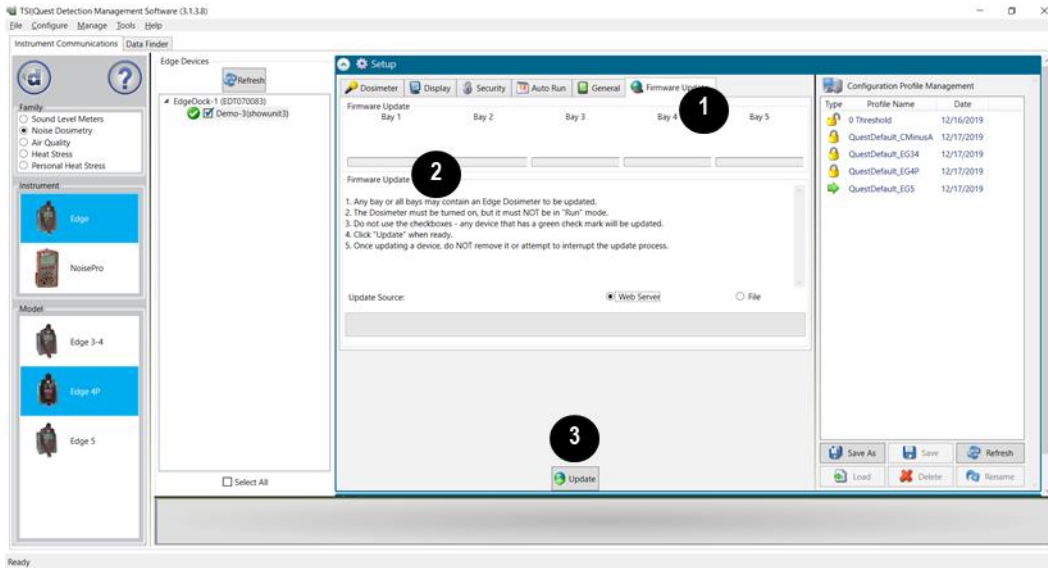 TSI|Quest Detection Management Software (3.1.3.8)
File Configure Manage Tools Help
Instrument Communications Data Finder
Family
Sound Level Meters
Noise Dosimetry
Air Quality
Heat Stress
Personal Heat Stress
Instrument
Edge
NoisePro
Model
Edge 3-4
Edge 4P
Edge 5
Edge Devices
Refresh
EdgeDock-1 (EDT070083)
Demo-3(showunit3)
Select All
Setup
Dosimeter Display Security Auto Run General Firmware
1
Firmware Update
Bay 1 Bay 2 Bay 3 Bay 4 Bay 5
2
Firmware Update
1. Any bay or all bays may contain an Edge Dosimeter to be updated.
2. The Dosimeter must be turned on, but it must NOT be in "Run" mode.
3. Do not use the checkboxes - any device that has a green check mark will be updated.
4. Click "Update" when ready.
5. Once updating a device, do NOT remove it or attempt to interrupt the update process.
Update Source: Web Server File
3
Update
Configuration Profile Management
Type Profile Name Date
0 Threshold 12/16/2019
QuestDefault_CMinusA 12/17/2019
QuestDefault_EG34 12/17/2019
QuestDefault_EG4P 12/17/2019
QuestDefault_EG5 12/17/2019
Save As Save Refresh
Load Delete Rename
Ready